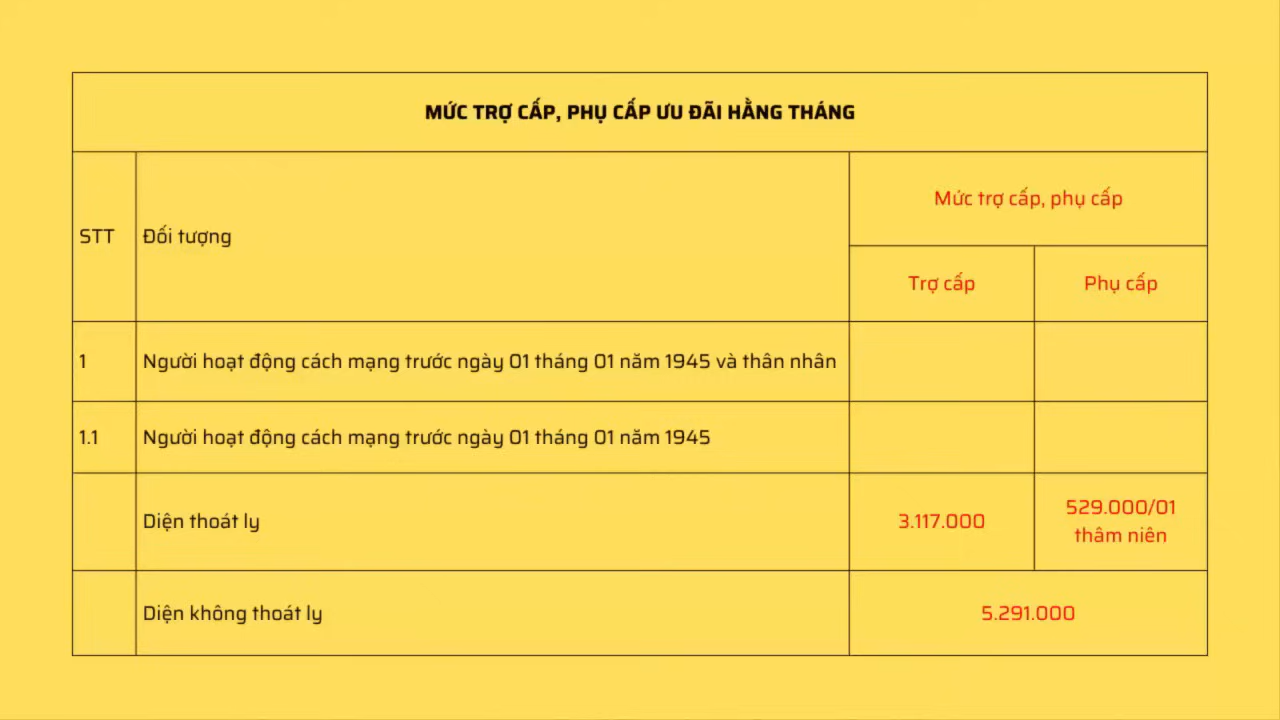 MỨC TRỢ CẤP, PHỤ CẤP ƯU ĐÃI HẰNG THÁNG
STT
Đối tượng
Mức trợ cấp, phụ cấp
Trợ cấp
Phụ cấp
1
Người hoạt động cách mạng trước ngày 01 tháng 01 năm 1945 và thân nhân
1.1
Người hoạt động cách mạng trước ngày 01 tháng 01 năm 1945
Diện thoát ly
3.117.000
529.000/01
thâm niên
Diện không thoát ly
5.291.000